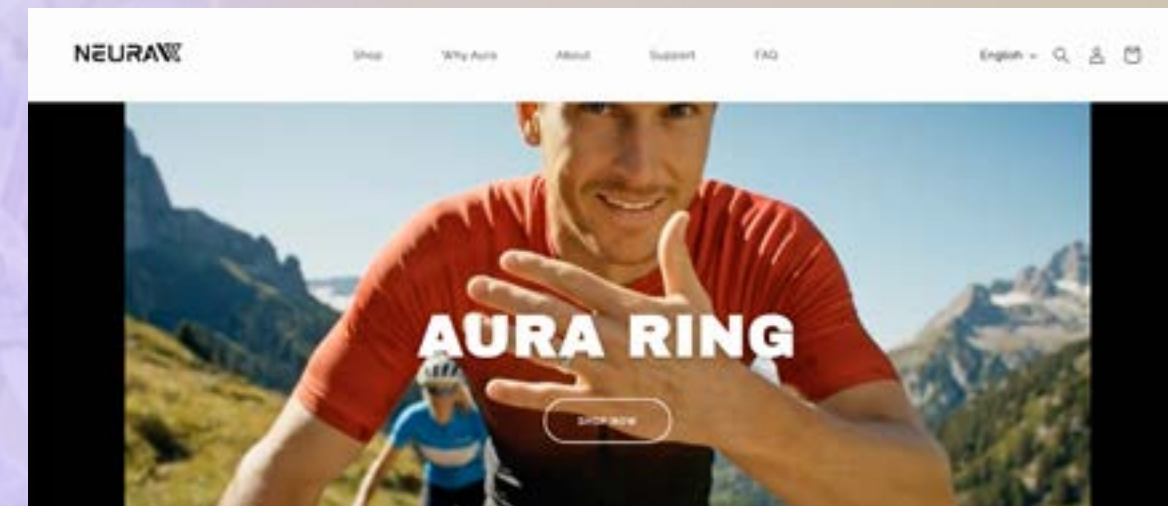 NEURAW
Shop Why Aura About Support FAQ
English
AURA RING
SHOP NOW